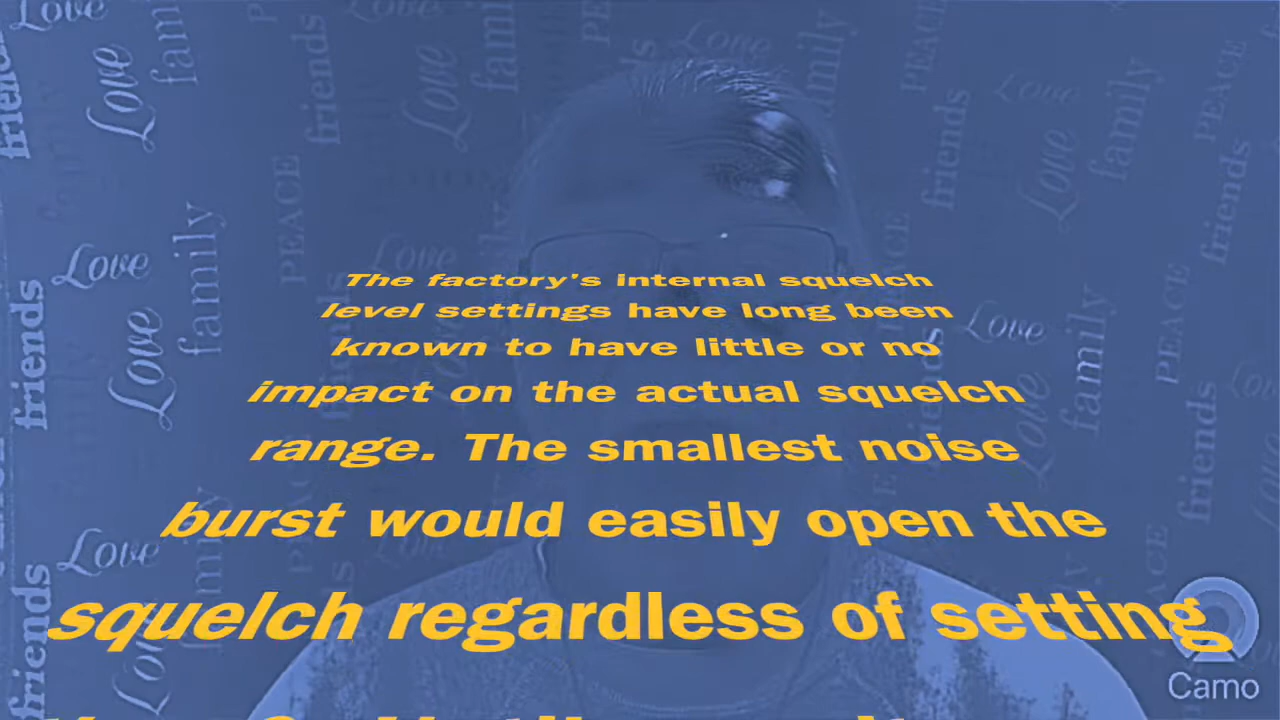 The factory's internal squelch
level settings have long been
known to have little or no
impact on the actual squelch
range. The smallest noise
burst would easily open the
squelch regardless of setting
Love
family
friends
PEACE
Camo